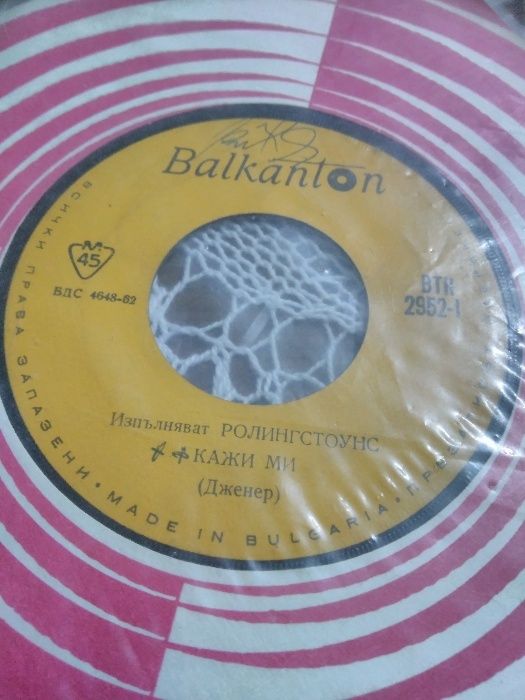 Balkanton
М
45
БДС 4648-62
ВТК
2952-I
Изпълняват РОЛИНГСТОУНС
КАЖИ МИ
(Дженер)
ВСИЧКИ ПРАВА ЗАПАЗЕНИ • MADE IN BULGARIA •